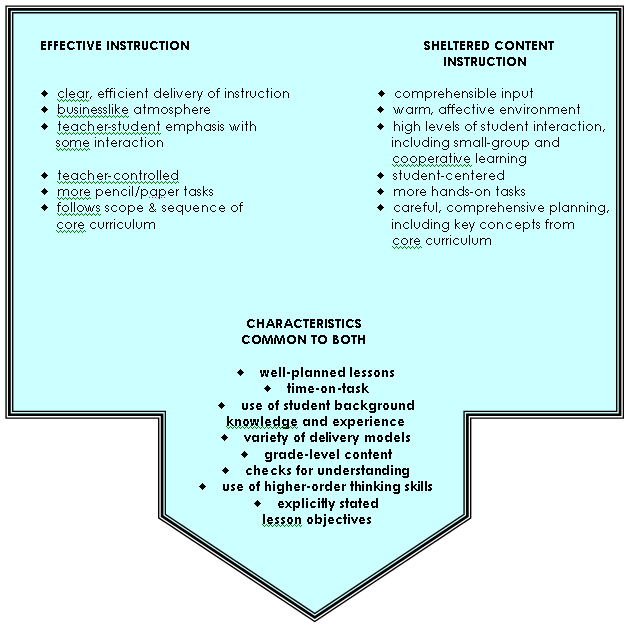 EFFECTIVE INSTRUCTION
◆ clear, efficient delivery of instruction
◆ businesslike atmosphere
◆ teacher-student emphasis with
some interaction
◆ teacher-controlled
◆ more pencil/paper tasks
◆ follows scope & sequence of
core curriculum
SHELTERED CONTENT
INSTRUCTION
◆ comprehensible input
◆ warm, affective environment
◆ high levels of student interaction,
including small-group and
cooperative learning
◆ student-centered
◆ more hands-on tasks
◆ careful, comprehensive planning,
including key concepts from
core curriculum
CHARACTERISTICS
COMMON TO BOTH
◆ well-planned lessons
◆ time-on-task
◆ use of student background
knowledge and experience
◆ variety of delivery models
◆ grade-level content
◆ checks for understanding
◆ use of higher-order thinking skills
◆ explicitly stated
lesson objectives